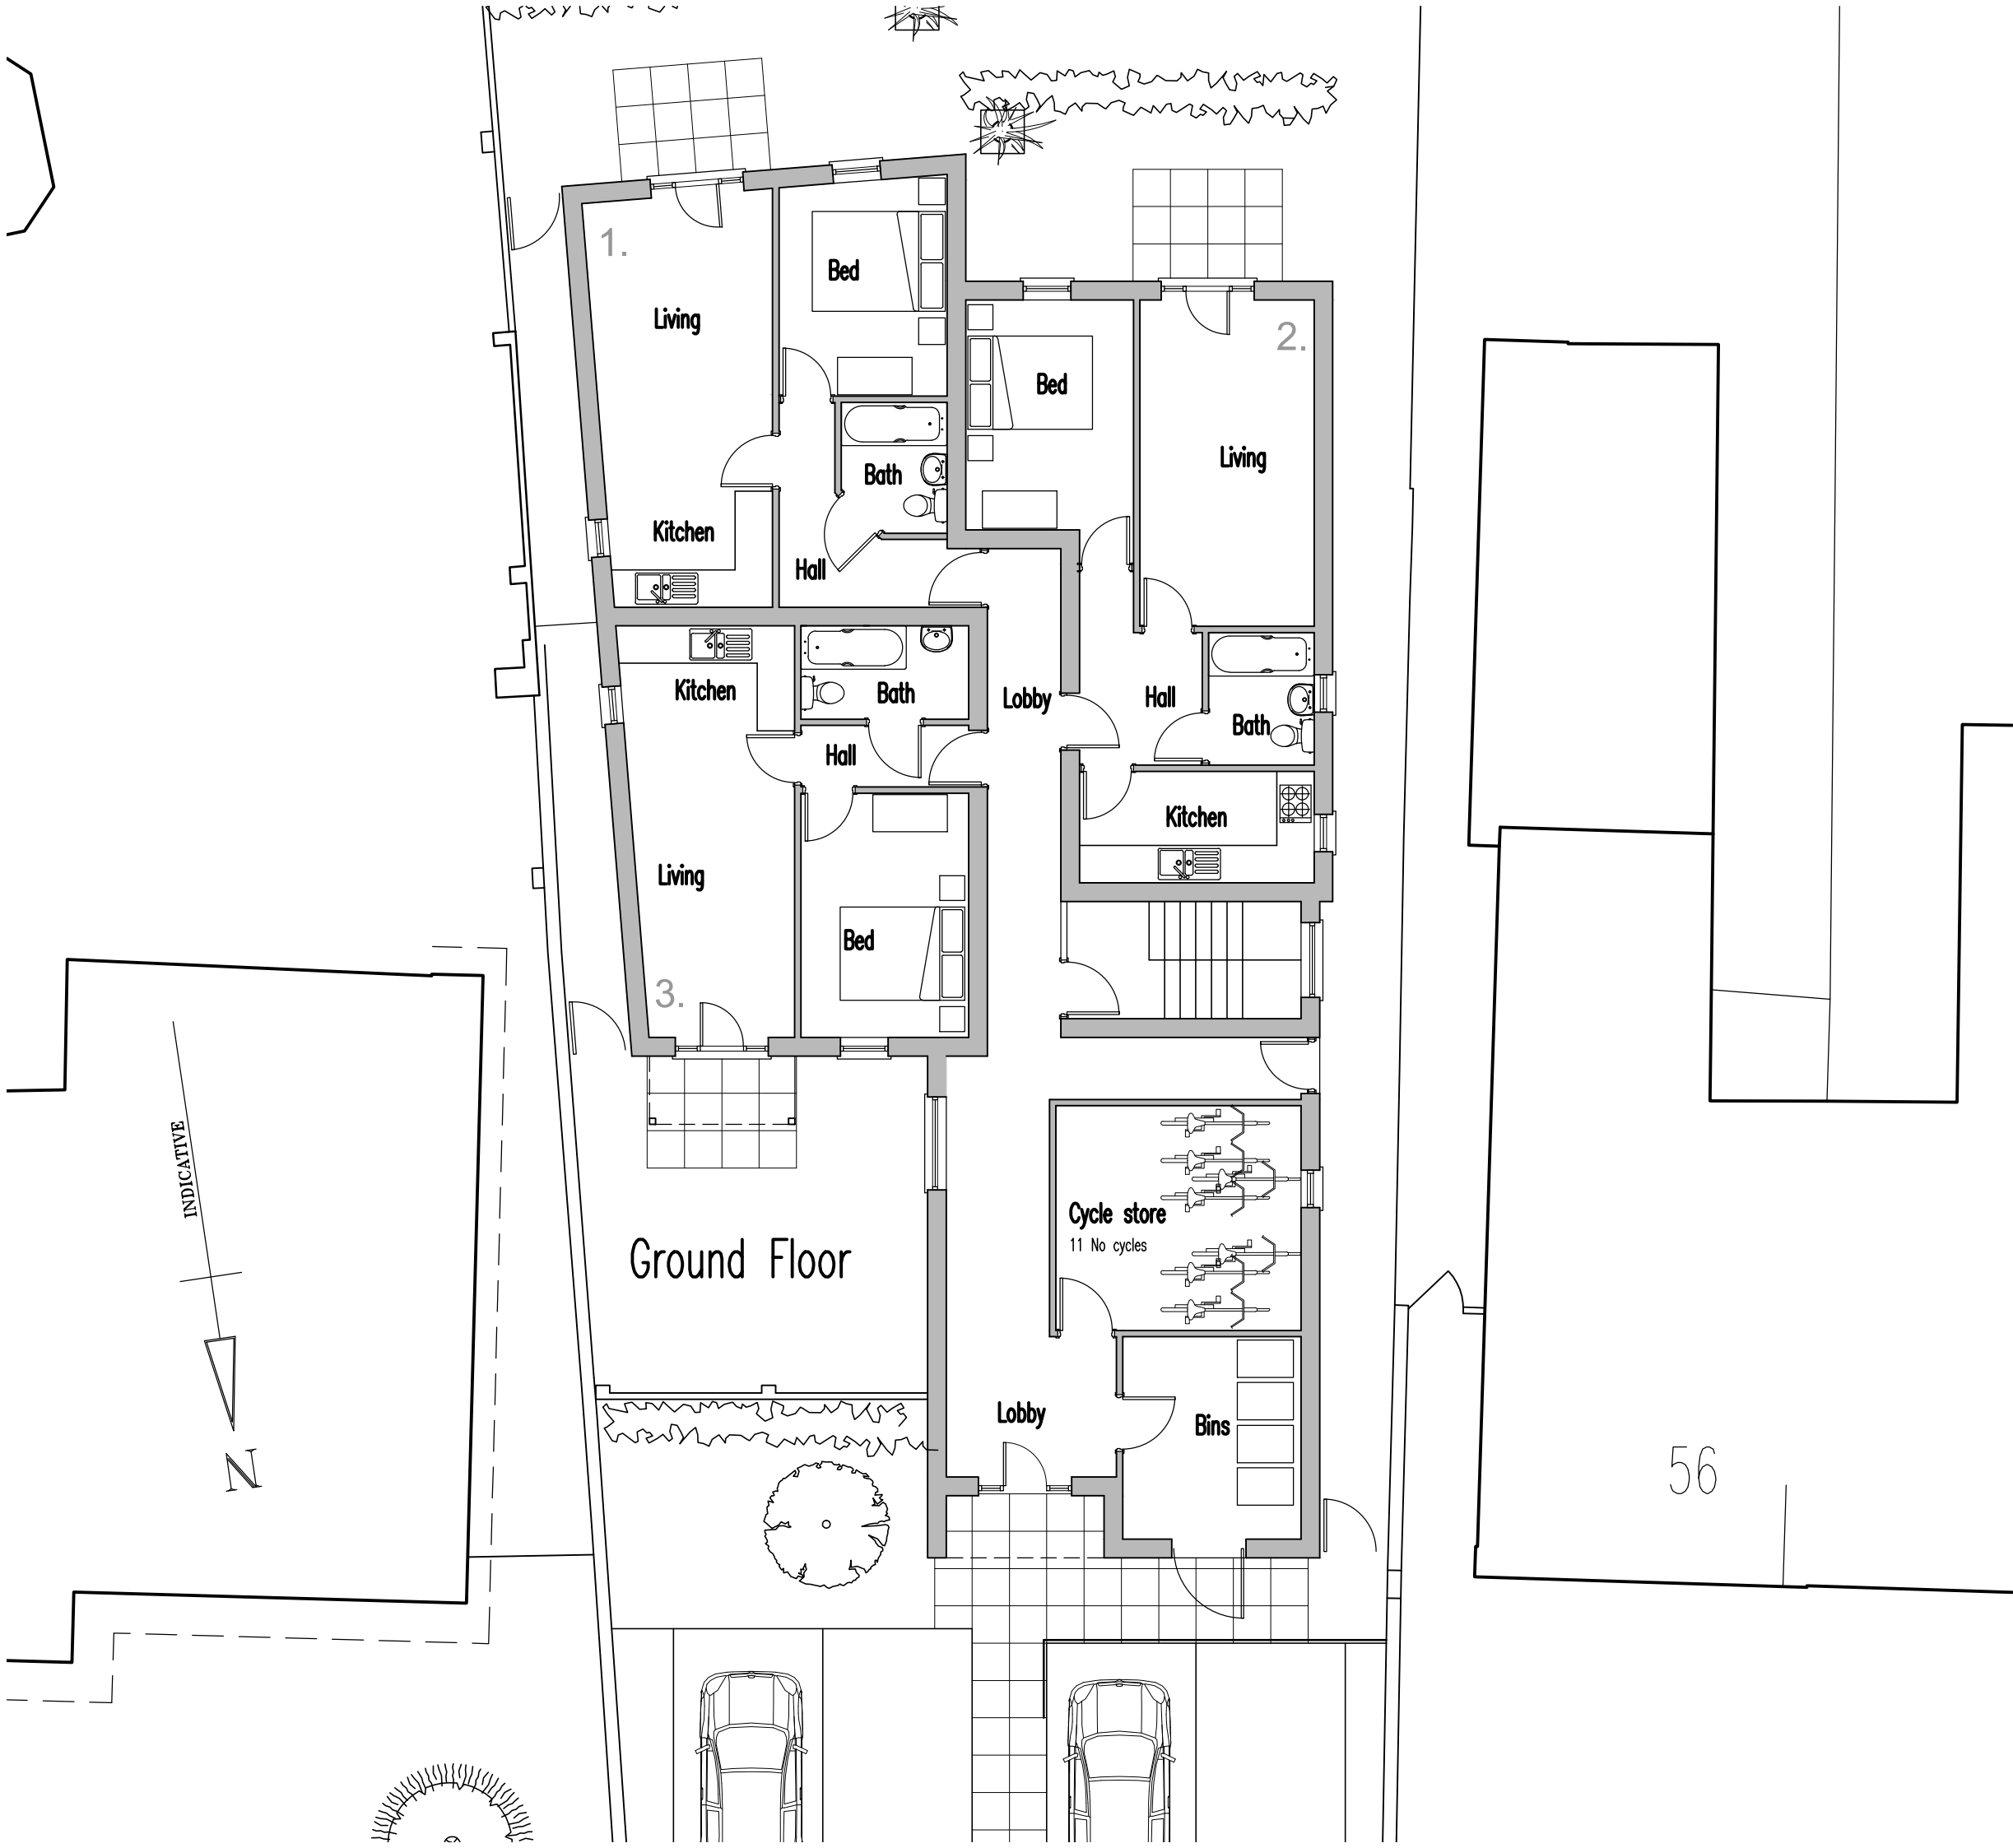 1.
Bed
Living
2.
Bed
Living
Bath
Kitchen
Hall
Kitchen
Bath
Lobby
Hall
Bath
Hall
Kitchen
Living
Bed
3.
INDICATIVE
Cycle store
11 No cycles
Ground Floor
Lobby
Bins
N
56